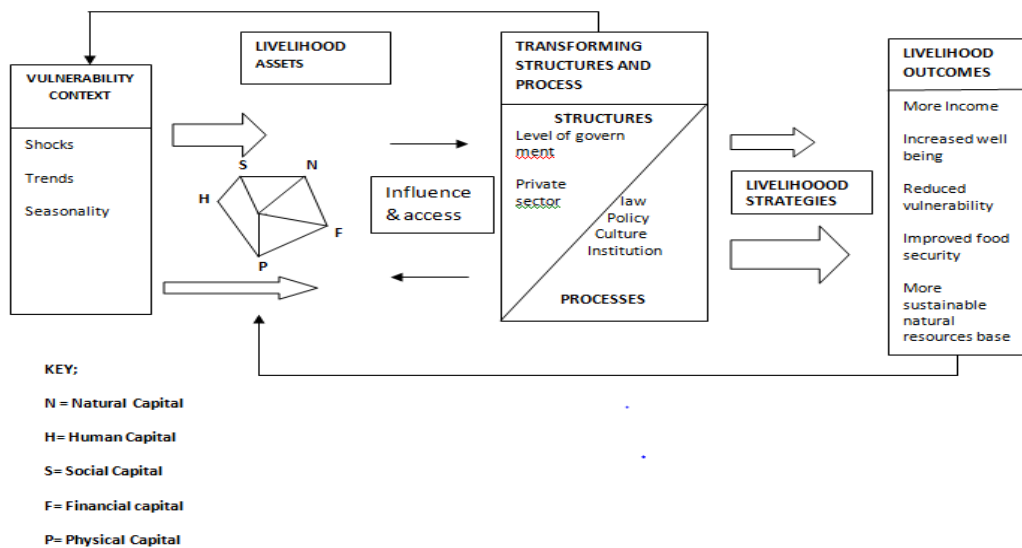 VULNERABILITY
CONTEXT
Shocks
Trends
Seasonality
LIVELIHOOD
ASSETS
S
N
H
F
P
Influence
& access
TRANSFORMING
STRUCTURES AND
PROCESS
STRUCTURES
Level of govern
ment
Private
sector
law
Policy
Culture
Institution
PROCESSES
LIVELIHOOOD
STRATEGIES
LIVELIHOOD
OUTCOMES
More Income
Increased well
being
Reduced
vulnerability
Improved food
security
More
sustainable
natural
resources base
KEY;
N = Natural Capital
H= Human Capital
S= Social Capital
F= Financial capital
P= Physical Capital